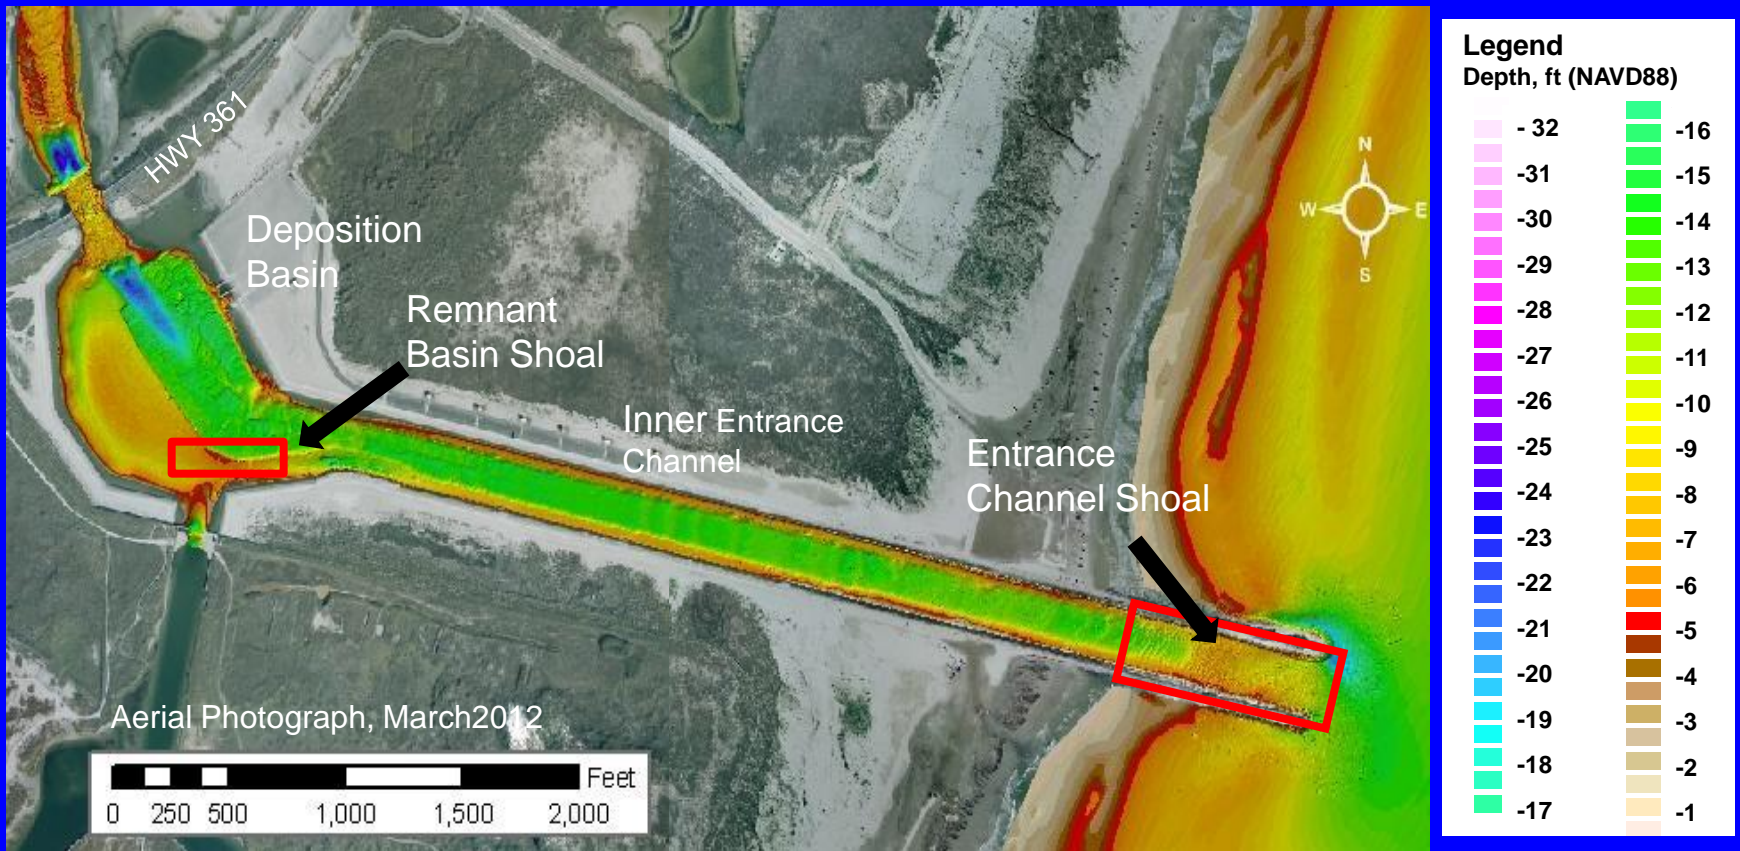 HWY 361
Deposition
Basin
Remnant
Basin Shoal
Inner Entrance
Channel
Entrance
Channel Shoal
N
W E
S
Aerial Photograph, March2012
Feet
0 250 500 1,000 1,500 2,000
Legend
Depth, ft (NAVD88)
- 32
-31
-30
-29
-28
-27
-26
-25
-24
-23
-22
-21
-20
-19
-18
-17
-16
-15
-14
-13
-12
-11
-10
-9
-8
-7
-6
-5
-4
-3
-2
-1